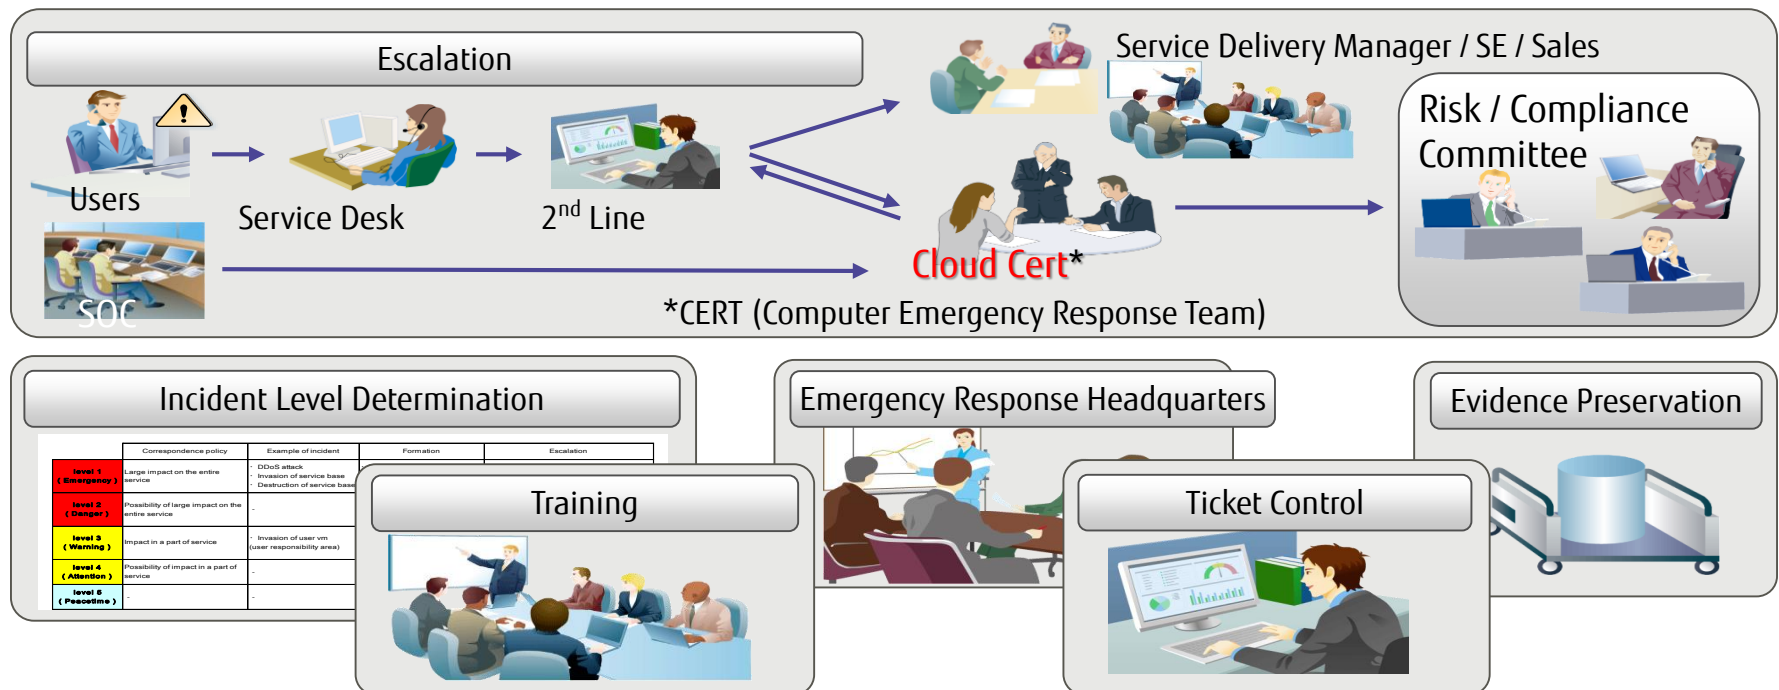 Escalation
Service Delivery Manager / SE / Sales
Risk / Compliance
Committee
Users
Service Desk
2nd Line
SOC
Cloud Cert*
*CERT (Computer Emergency Response Team)
Incident Level Determination
Correspondence policy Example of incident Formation Escalation
level 1
( Emergency )
Large impact on the entire
service
・ DDoS attack
・ Invasion of service base
・ Destruction of service base
level 2
( Danger )
Possibility of large impact on the
entire service
-
level 3
( Warning )
Impact in a part of service
・ Invasion of user vm
(user responsibility area)
level 4
( Attention )
Possibility of impact in a part of
service
-
level 5
( Peacetime )
-
-
Training
Emergency Response Headquarters
Ticket Control
Evidence Preservation